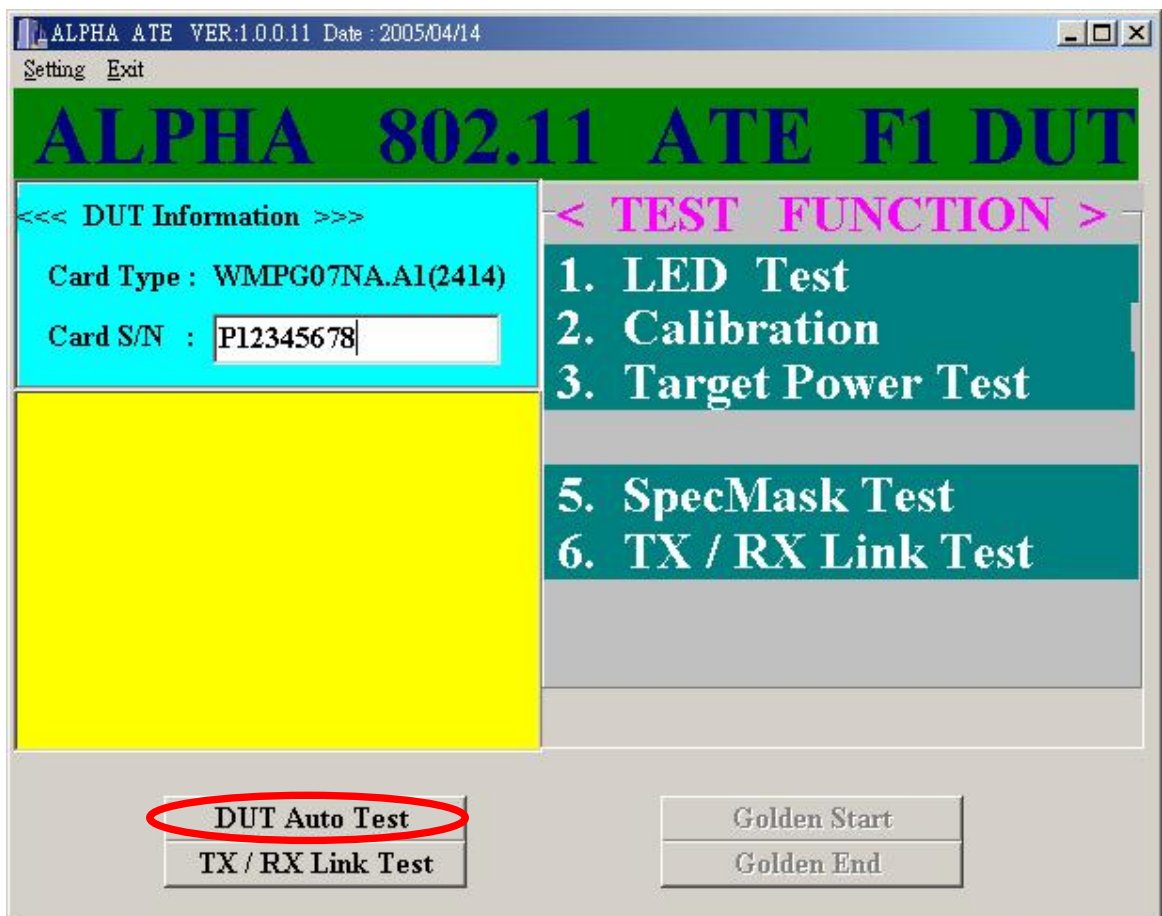 ALPHA ATE VER:1.0.0.11 Date : 2005/04/14
Setting Exit
ALPHA 802.11 ATE F1 DUT
<<< DUT Information >>>
Card Type : WMPG07NA.A1(2414)
Card S/N : P12345678
< TEST FUNCTION >
1. LED Test
2. Calibration
3. Target Power Test
5. SpecMask Test
6. TX / RX Link Test
DUT Auto Test
TX / RX Link Test
Golden Start
Golden End